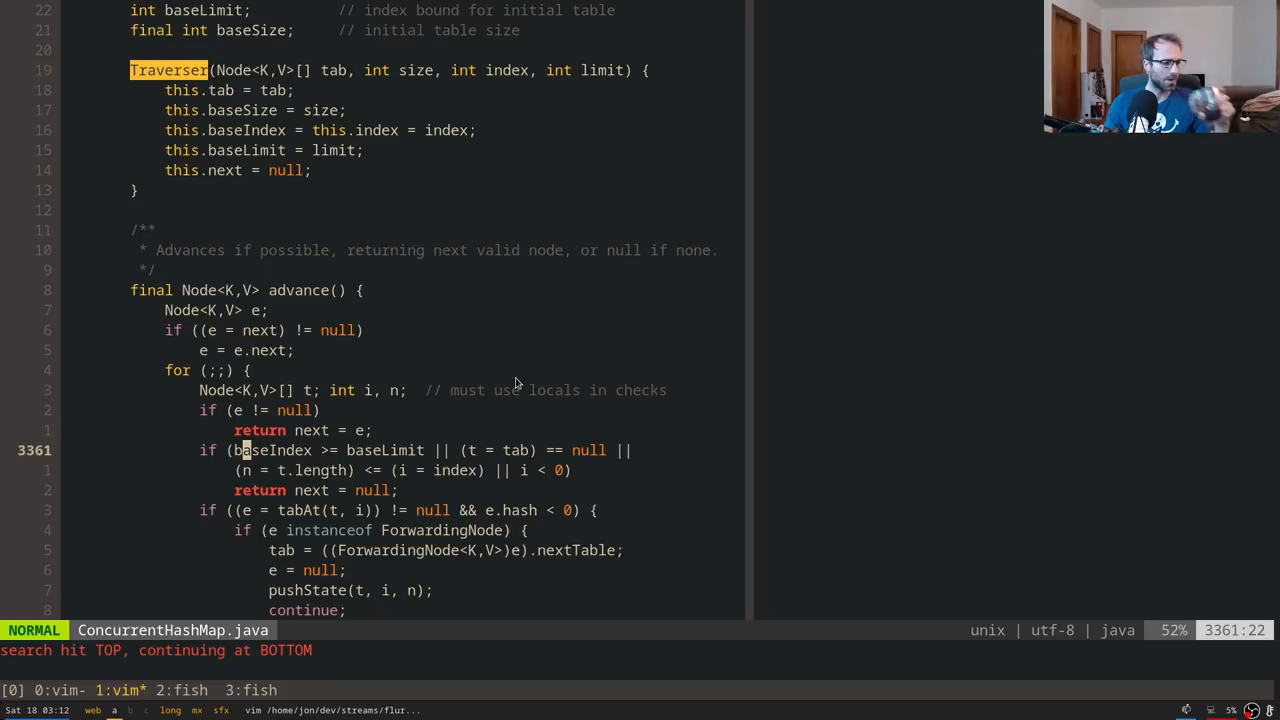 22 int baseLimit; // index bound for initial table
21 final int baseSize; // initial table size
20
19 Traverser(Node<K,V>[] tab, int size, int index, int limit) {
18 this.tab = tab;
17 this.baseSize = size;
16 this.baseIndex = this.index = index;
15 this.baseLimit = limit;
14 this.next = null;
13 }
12
11 /**
10 * Advances if possible, returning next valid node, or null if none.
9 */
8 final Node<K,V> advance() {
7 Node<K,V> e;
6 if ((e = next) != null)
5 e = e.next;
4 for (;;) {
3 Node<K,V>[] t; int i, n; // must use locals in checks
2 if (e != null)
1 return next = e;
3361 if (baseIndex >= baseLimit || (t = tab) == null ||
1 (n = t.length) <= (i = index) || i < 0)
2 return next = null;
3 if ((e = tabAt(t, i)) != null && e.hash < 0) {
4 if (e instanceof ForwardingNode) {
5 tab = ((ForwardingNode<K,V>)e).nextTable;
6 e = null;
7 pushState(t, i, n);
8 continue;
NORMAL ConcurrentHashMap.java unix | utf-8 | java 52% 3361:22
search hit TOP, continuing at BOTTOM
[0] 0:vim- 1:vim* 2:fish 3:fish
Sat 18 03:12 web a b c long mx sfx vim /home/jon/dev/streams/flur... 5%